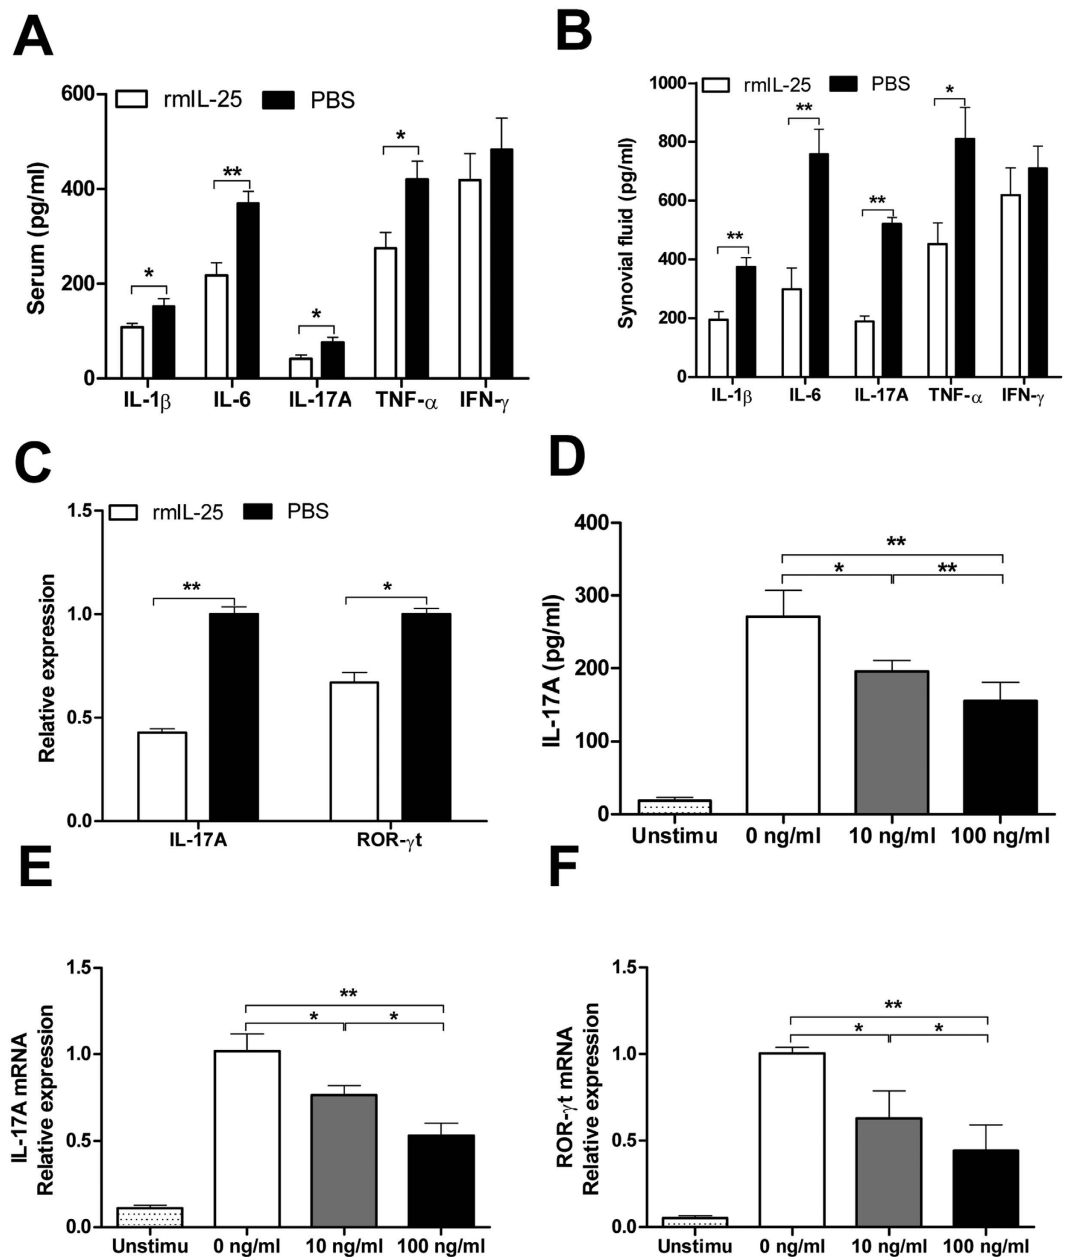 A
rmIL-25 PBS
Serum (pg/ml)
600
400
200
0
*
**
*
*
IL-1β IL-6 IL-17A TNF-α IFN-γ
B
rmIL-25 PBS
Synovial fluid (pg/ml)
1000
800
600
400
200
0
**
**
**
*
IL-1β IL-6 IL-17A TNF-α IFN-γ
C
rmIL-25 PBS
Relative expression
1.5
1.0
0.5
0.0
**
*
IL-17A ROR-γt
D
IL-17A (pg/ml)
400
300
200
100
0
**
* **
Unstimu 0 ng/ml 10 ng/ml 100 ng/ml
E
IL-17A mRNA
Relative expression
1.5
1.0
0.5
0.0
**
* *
Unstimu 0 ng/ml 10 ng/ml 100 ng/ml
F
ROR-γt mRNA
Relative expression
1.5
1.0
0.5
0.0
**
* *
Unstimu 0 ng/ml 10 ng/ml 100 ng/ml